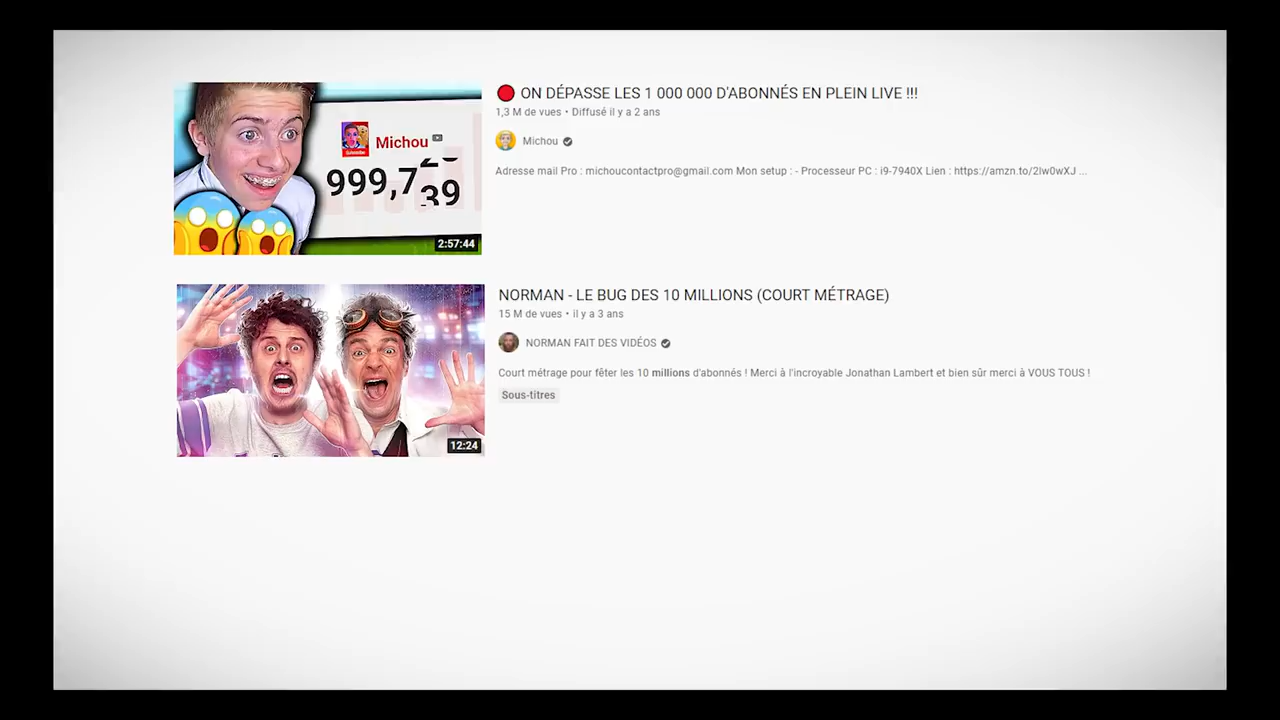 🔴 ON DÉPASSE LES 1 000 000 D'ABONNÉS EN PLEIN LIVE !!!
1,3 M de vues • Diffusé il y a 2 ans
Michou
Michou
999,7
39
Adresse mail Pro : michoucontactpro@gmail.com Mon setup : - Processeur PC : i9-7940X Lien : https://amzn.to/2Iw0wXJ ...
2:57:44
NORMAN - LE BUG DES 10 MILLIONS (COURT MÉTRAGE)
15 M de vues • il y a 3 ans
NORMAN FAIT DES VIDÉOS
Court métrage pour fêter les 10 millions d'abonnés ! Merci à l'incroyable Jonathan Lambert et bien sûr merci à VOUS TOUS !
Sous-titres
12:24